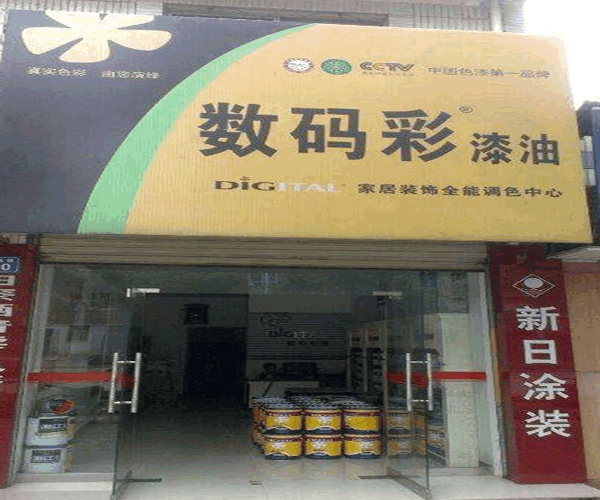 真实色彩 由您演绎
CCTV 中国色漆第一品牌
数码彩® 漆油
DiGITAL 家居装饰全能调色中心
DiGIT
新日涂装